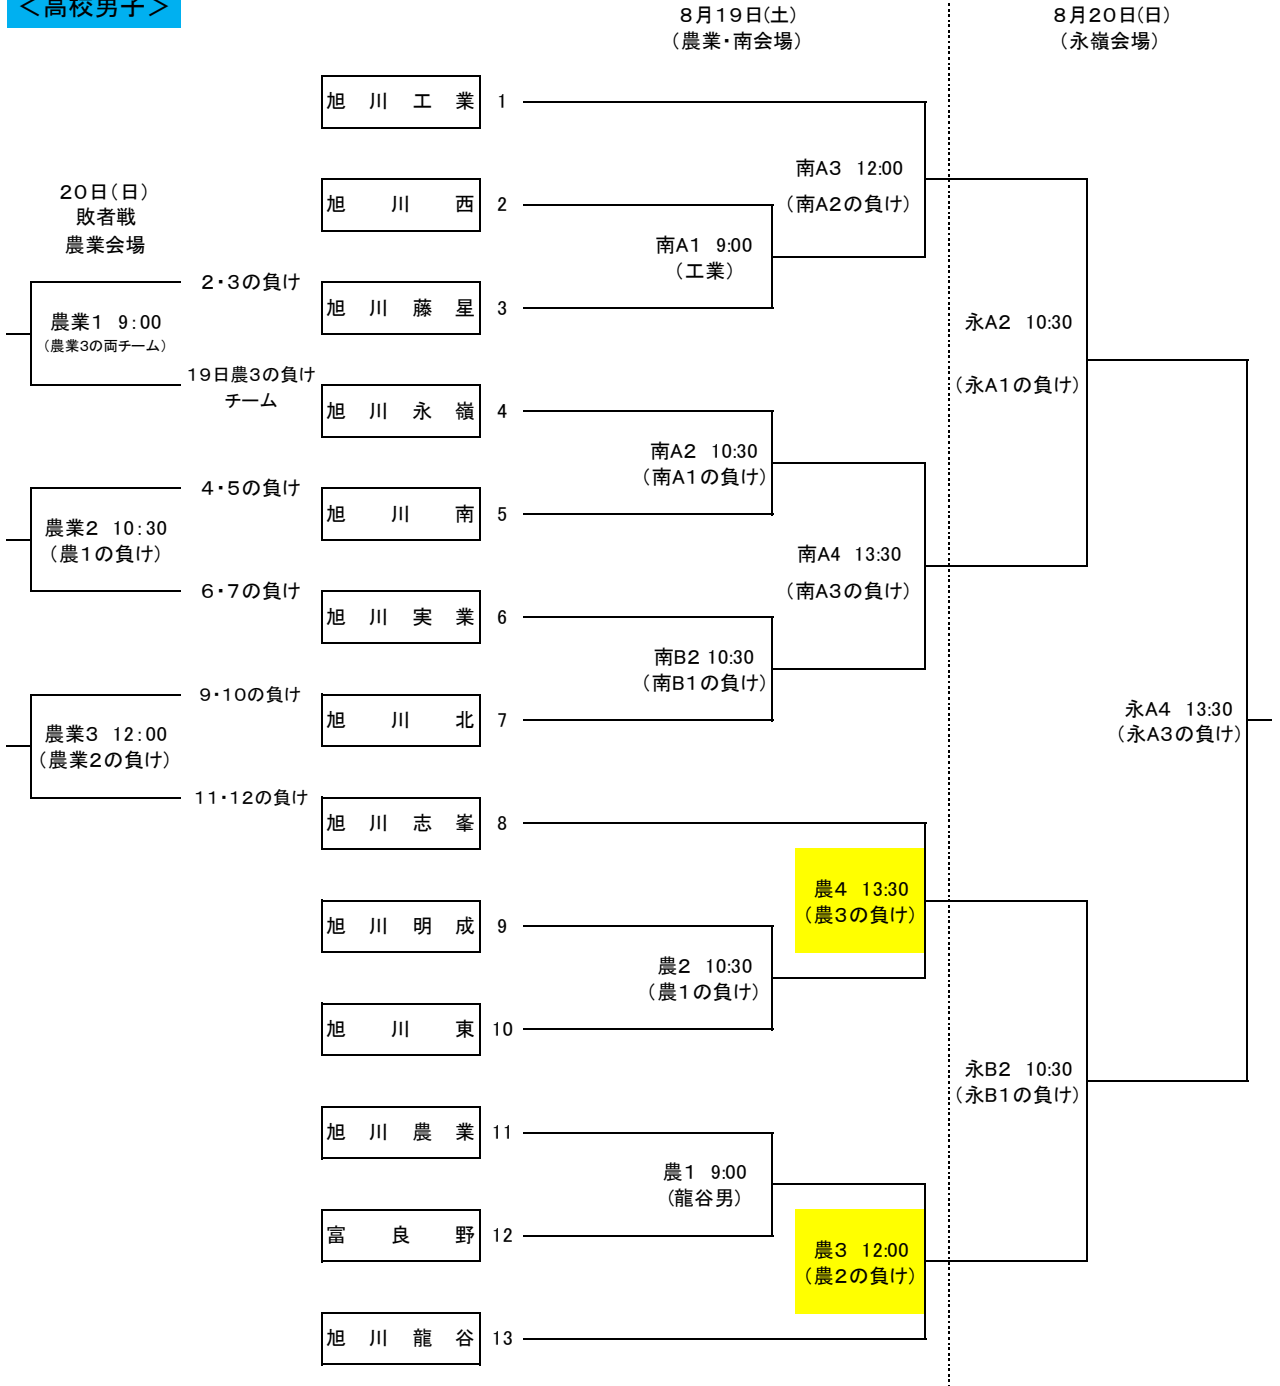 ＜高校男子＞
8月19日(土)
（農業・南会場）
8月20日(日)
（永嶺会場）
旭川工業 1
南A3 12:00
（南A2の負け）
20日(日)
敗者戦
農業会場
旭川西 2
南A1 9:00
（工業）
2・3の負け
旭川藤星 3
農業1 9:00
（農業3の両チーム）
永A2 10:30
（永A1の負け）
19日農3の負け
チーム
旭川永嶺 4
南A2 10:30
（南A1の負け）
4・5の負け
旭川南 5
農業2 10:30
（農1の負け）
南A4 13:30
（南A3の負け）
6・7の負け
旭川実業 6
南B2 10:30
（南B1の負け）
9・10の負け
旭川北 7
農業3 12:00
（農業2の負け）
永A4 13:30
（永A3の負け）
11・12の負け
旭川志峯 8
農4 13:30
（農3の負け）
旭川明成 9
農2 10:30
（農1の負け）
旭川東 10
永B2 10:30
（永B1の負け）
旭川農業 11
農1 9:00
（龍谷男）
富良野 12
農3 12:00
（農2の負け）
旭川龍谷 13